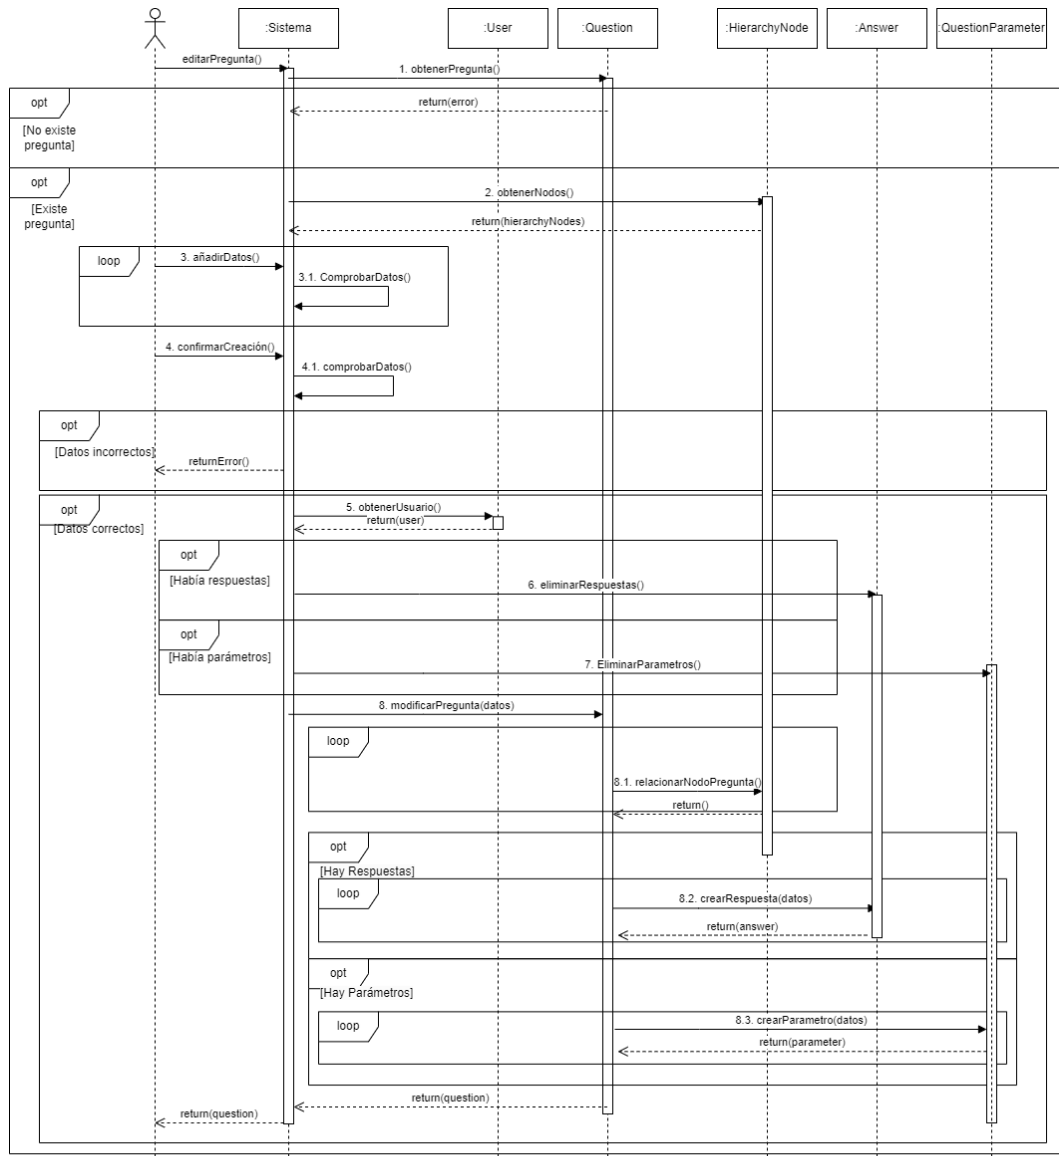 :Sistema
:User
:Question
:HierarchyNode
:Answer
:QuestionParameter
editarPregunta()
1. obtenerPregunta()
opt
return(error)
[No existe
pregunta]
opt
2. obtenerNodos()
[Existe
pregunta]
return(hierarchyNodes)
loop
3. añadirDatos()
3.1. ComprobarDatos()
4. confirmarCreación()
4.1. comprobarDatos()
opt
[Datos incorrectos]
returnError()
opt
5. obtenerUsuario()
return(user)
[Datos correctos]
opt
[Había respuestas]
6. eliminarRespuestas()
opt
[Había parámetros]
7. EliminarParametros()
8. modificarPregunta(datos)
loop
8.1. relacionarNodoPregunta()
return()
opt
[Hay Respuestas]
loop
8.2. crearRespuesta(datos)
return(answer)
opt
[Hay Parámetros]
loop
8.3. crearParametro(datos)
return(parameter)
return(question)
return(question)